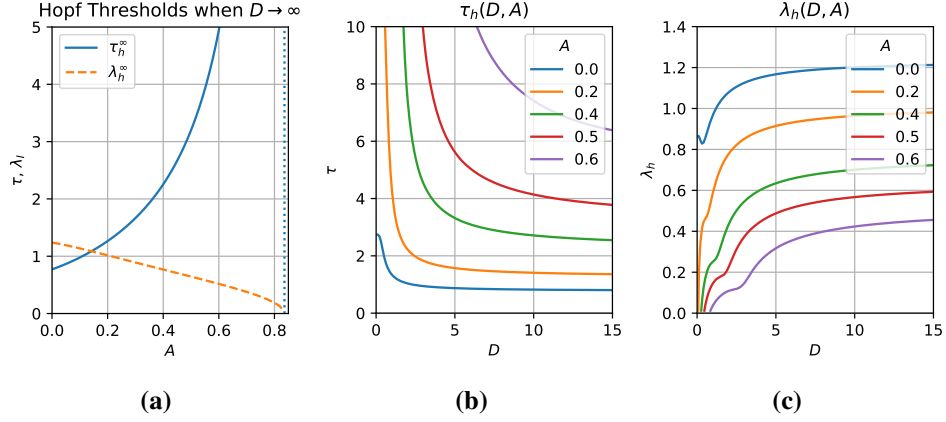 Hopf Thresholds when D → ∞
τ_h^∞
λ_h^∞
5
4
3
2
1
0
τ, λ_I
0.0 0.2 0.4 0.6 0.8
A
(a)
τ_h(D, A)
A
0.0
0.2
0.4
0.5
0.6
10
8
6
4
2
0
τ
0 5 10 15
D
(b)
λ_h(D, A)
A
0.0
0.2
0.4
0.5
0.6
1.4
1.2
1.0
0.8
0.6
0.4
0.2
0.0
λ_h
0 5 10 15
D
(c)